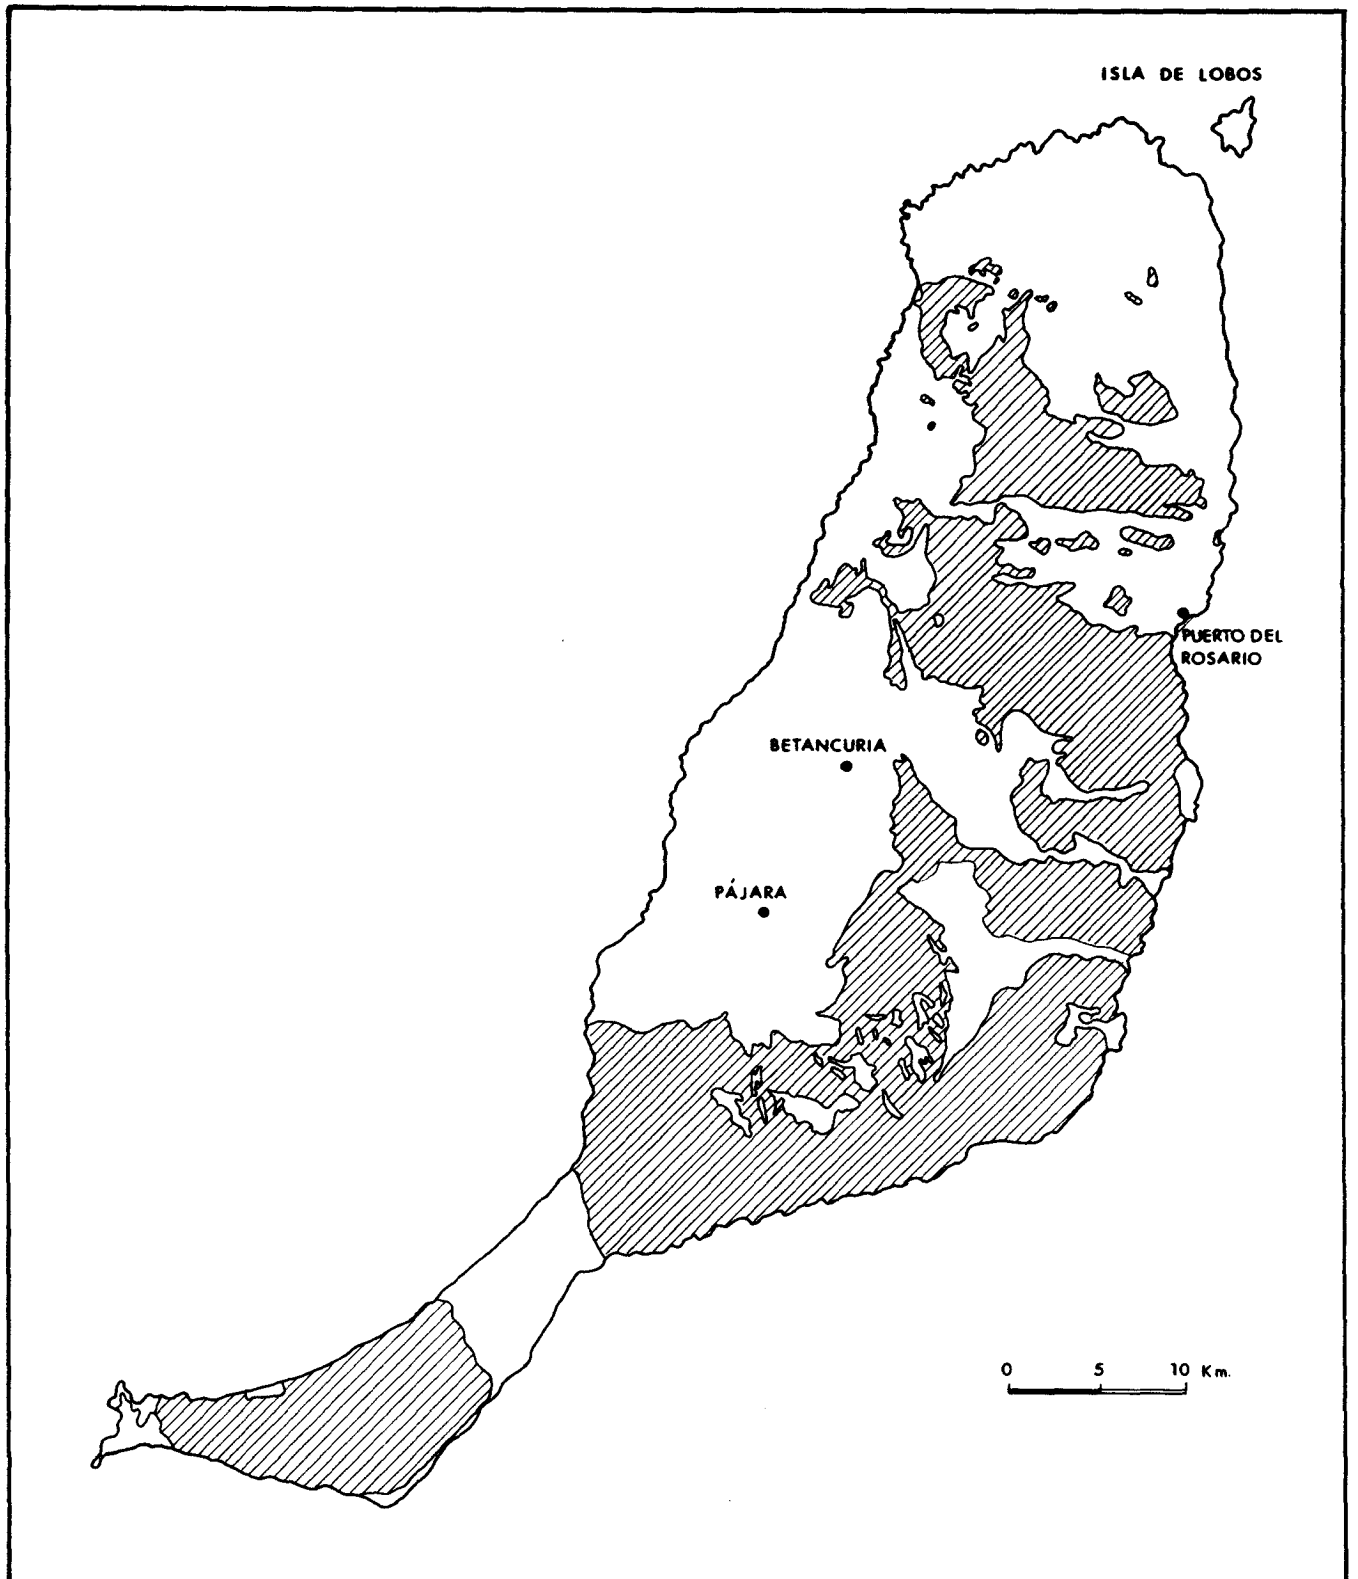 ISLA DE LOBOS
PUERTO DEL
ROSARIO
BETANCURIA
PÁJARA
0 5 10 Km.